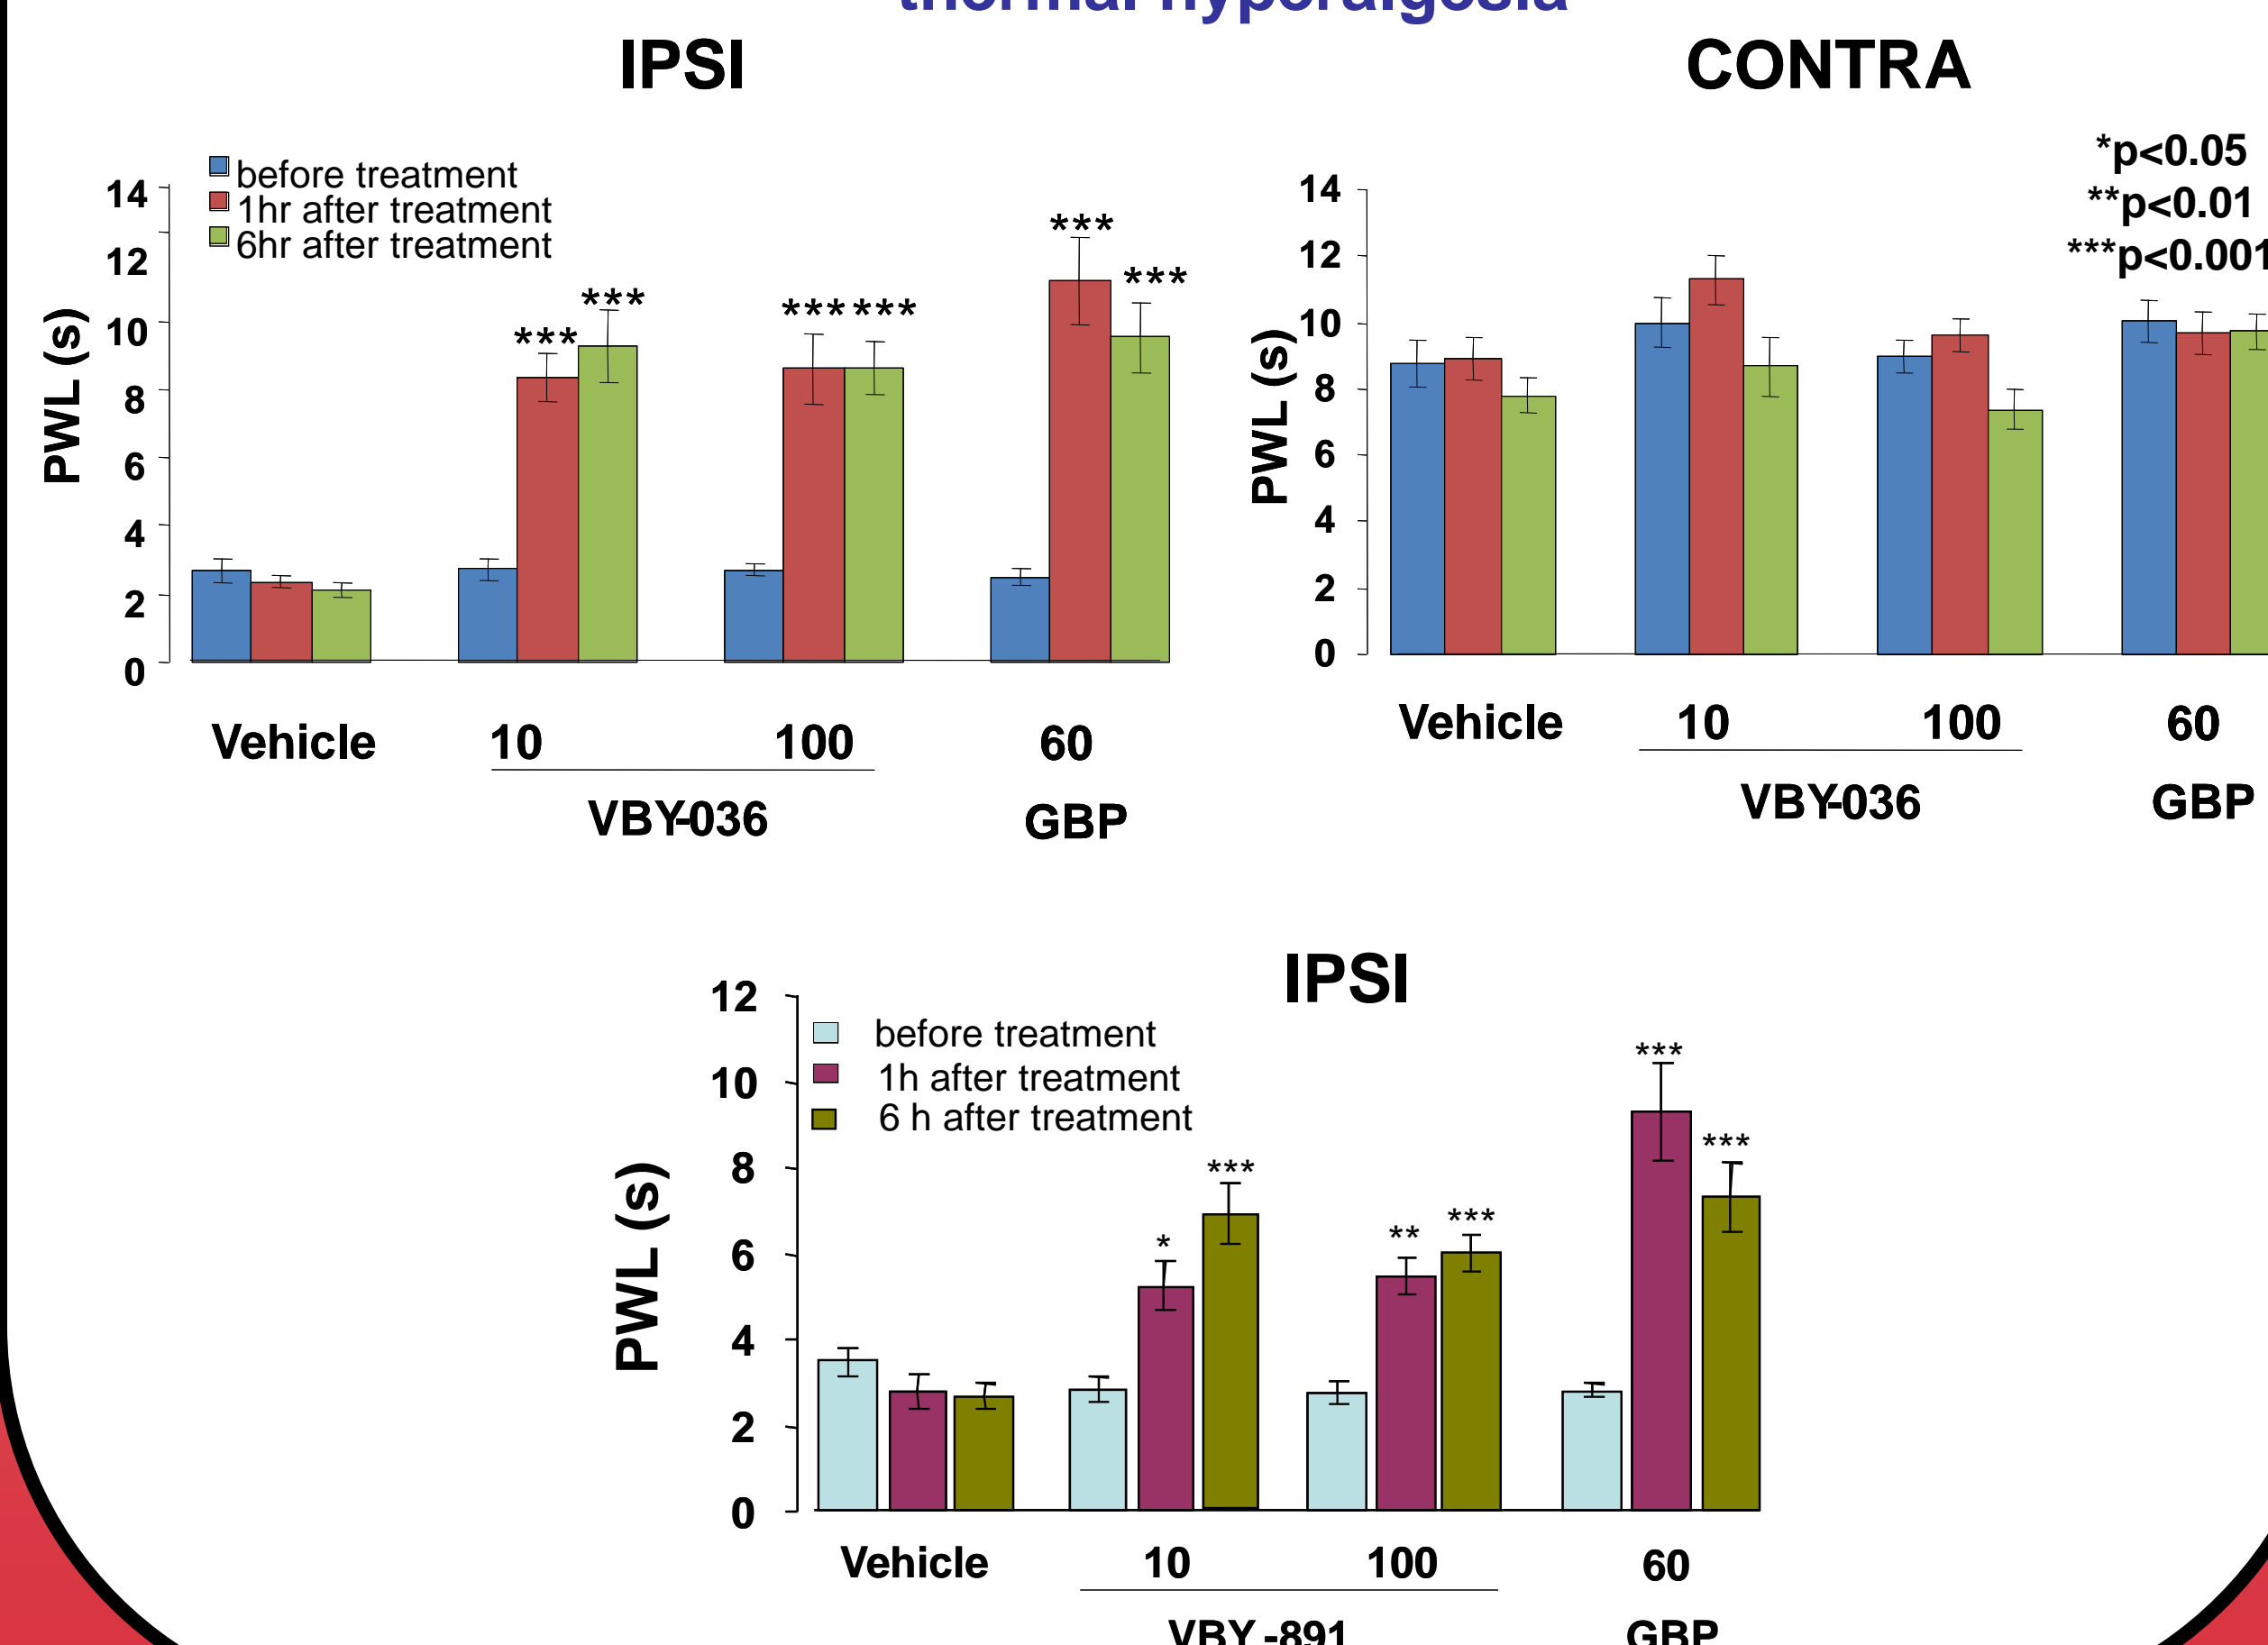 thermal hyperalgesia
IPSI
before treatment
1hr after treatment
6hr after treatment
PWL (s)
14
12
10
8
6
4
2
0
***
***
***
***
***
***
Vehicle
10
100
60
VBY-036
GBP
CONTRA
*p<0.05
**p<0.01
***p<0.001
PWL (s)
14
12
10
8
6
4
2
0
Vehicle
10
100
60
VBY-036
GBP
IPSI
before treatment
1h after treatment
6 h after treatment
PWL (s)
12
10
8
6
4
2
0
*
***
**
***
***
***
Vehicle
10
100
60
VBY -891
GBP